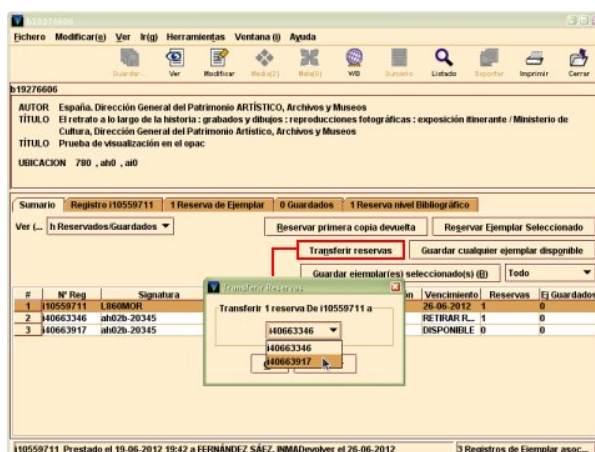 b19276606
Fichero Modificar(e) Ver Ir(g) Herramientas Ventana (l) Ayuda
Guardar... Ver Modificar Media(2) Meta(9) WB Sumario Listado Exportar Imprimir Cerrar
b19276606
AUTOR España. Dirección General del Patrimonio ARTÍSTICO, Archivos y Museos
TÍTULO El retrato a lo largo de la historia : grabados y dibujos : reproducciones fotográficas : exposición itinerante / Ministerio de
Cultura, Dirección General del Patrimonio Artístico, Archivos y Museos
TÍTULO Prueba de visualización en el opac
UBICACION 780 , ah0 , ai0
Sumario Registro i10559711 1 Reserva de Ejemplar 0 Guardados 1 Reserva nivel Bibliográfico
Ver (... h Reservados/Guardados Reservar primera copia devuelta Reservar Ejemplar Seleccionado
Transferir reservas Guardar cualquier ejemplar disponible
Guardar ejemplar(es) seleccionado(s) (B) Todo
# Nº Reg Signatura Vencimiento Reservas Ej Guardados
1 i10559711 L860MOR 26-06-2012 1 0
2 i40663346 ah02b-20345 RETIRAR R... 1 0
3 i40663917 ah02b-20345 DISPONIBLE 0 0
Transferir Reservas
Transferir 1 reserva De i10559711 a
i40663346
i40663346
i40663917
i10559711 Prestado el 19-06-2012 19:42 a FERNÁNDEZ SÁEZ, INMADevolver el 26-06-2012 3 Registros de Ejemplar asoc...